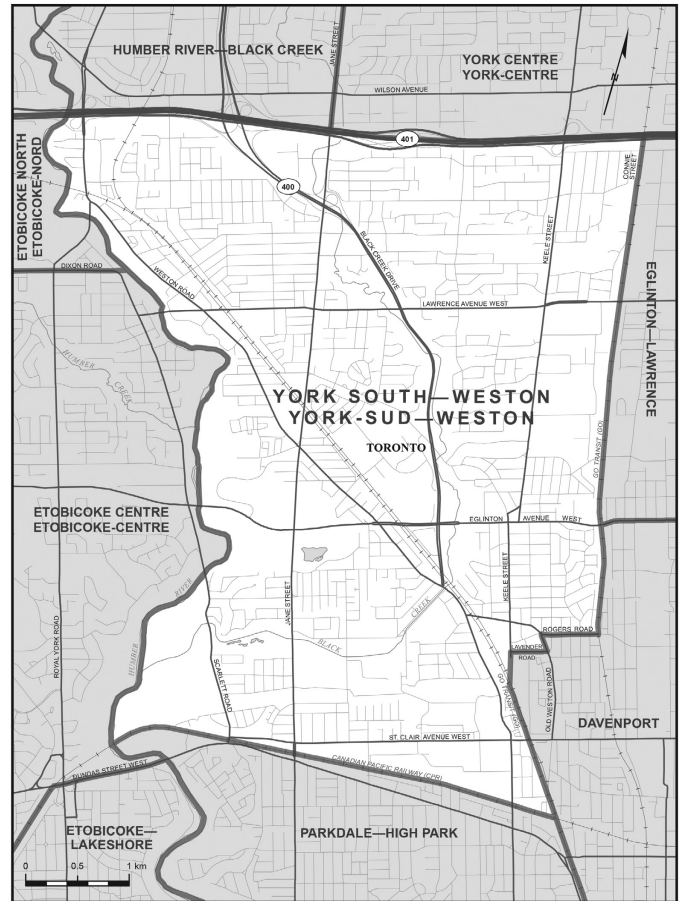 HUMBER RIVER—BLACK CREEK
JANE STREET
YORK CENTRE
YORK-CENTRE
WILSON AVENUE
N
401
ETOBICOKE NORTH
ETOBICOKE-NORD
CONNIE
STREET
400
KEELE STREET
BLACK CREEK DRIVE
DIXON ROAD
WESTON ROAD
EGLINTON—LAWRENCE
LAWRENCE AVENUE WEST
HUMBER
CREEK
YORK SOUTH—WESTON
YORK-SUD—WESTON
TORONTO
GO TRANSIT (GO)
ETOBICOKE CENTRE
ETOBICOKE-CENTRE
EGLINTON AVENUE WEST
KEELE STREET
JANE STREET
HUMBER RIVER
BLACK CREEK
ROYAL YORK ROAD
SCARLETT ROAD
ROGERS ROAD
LAVENDER
ROAD
OLD WESTON ROAD
GO TRANSIT (GO)
DAVENPORT
ST. CLAIR AVENUE WEST
CANADIAN PACIFIC RAILWAY (CPR)
DUNDAS STREET WEST
ETOBICOKE—
LAKESHORE
PARKDALE—HIGH PARK
0 0.5 1 km